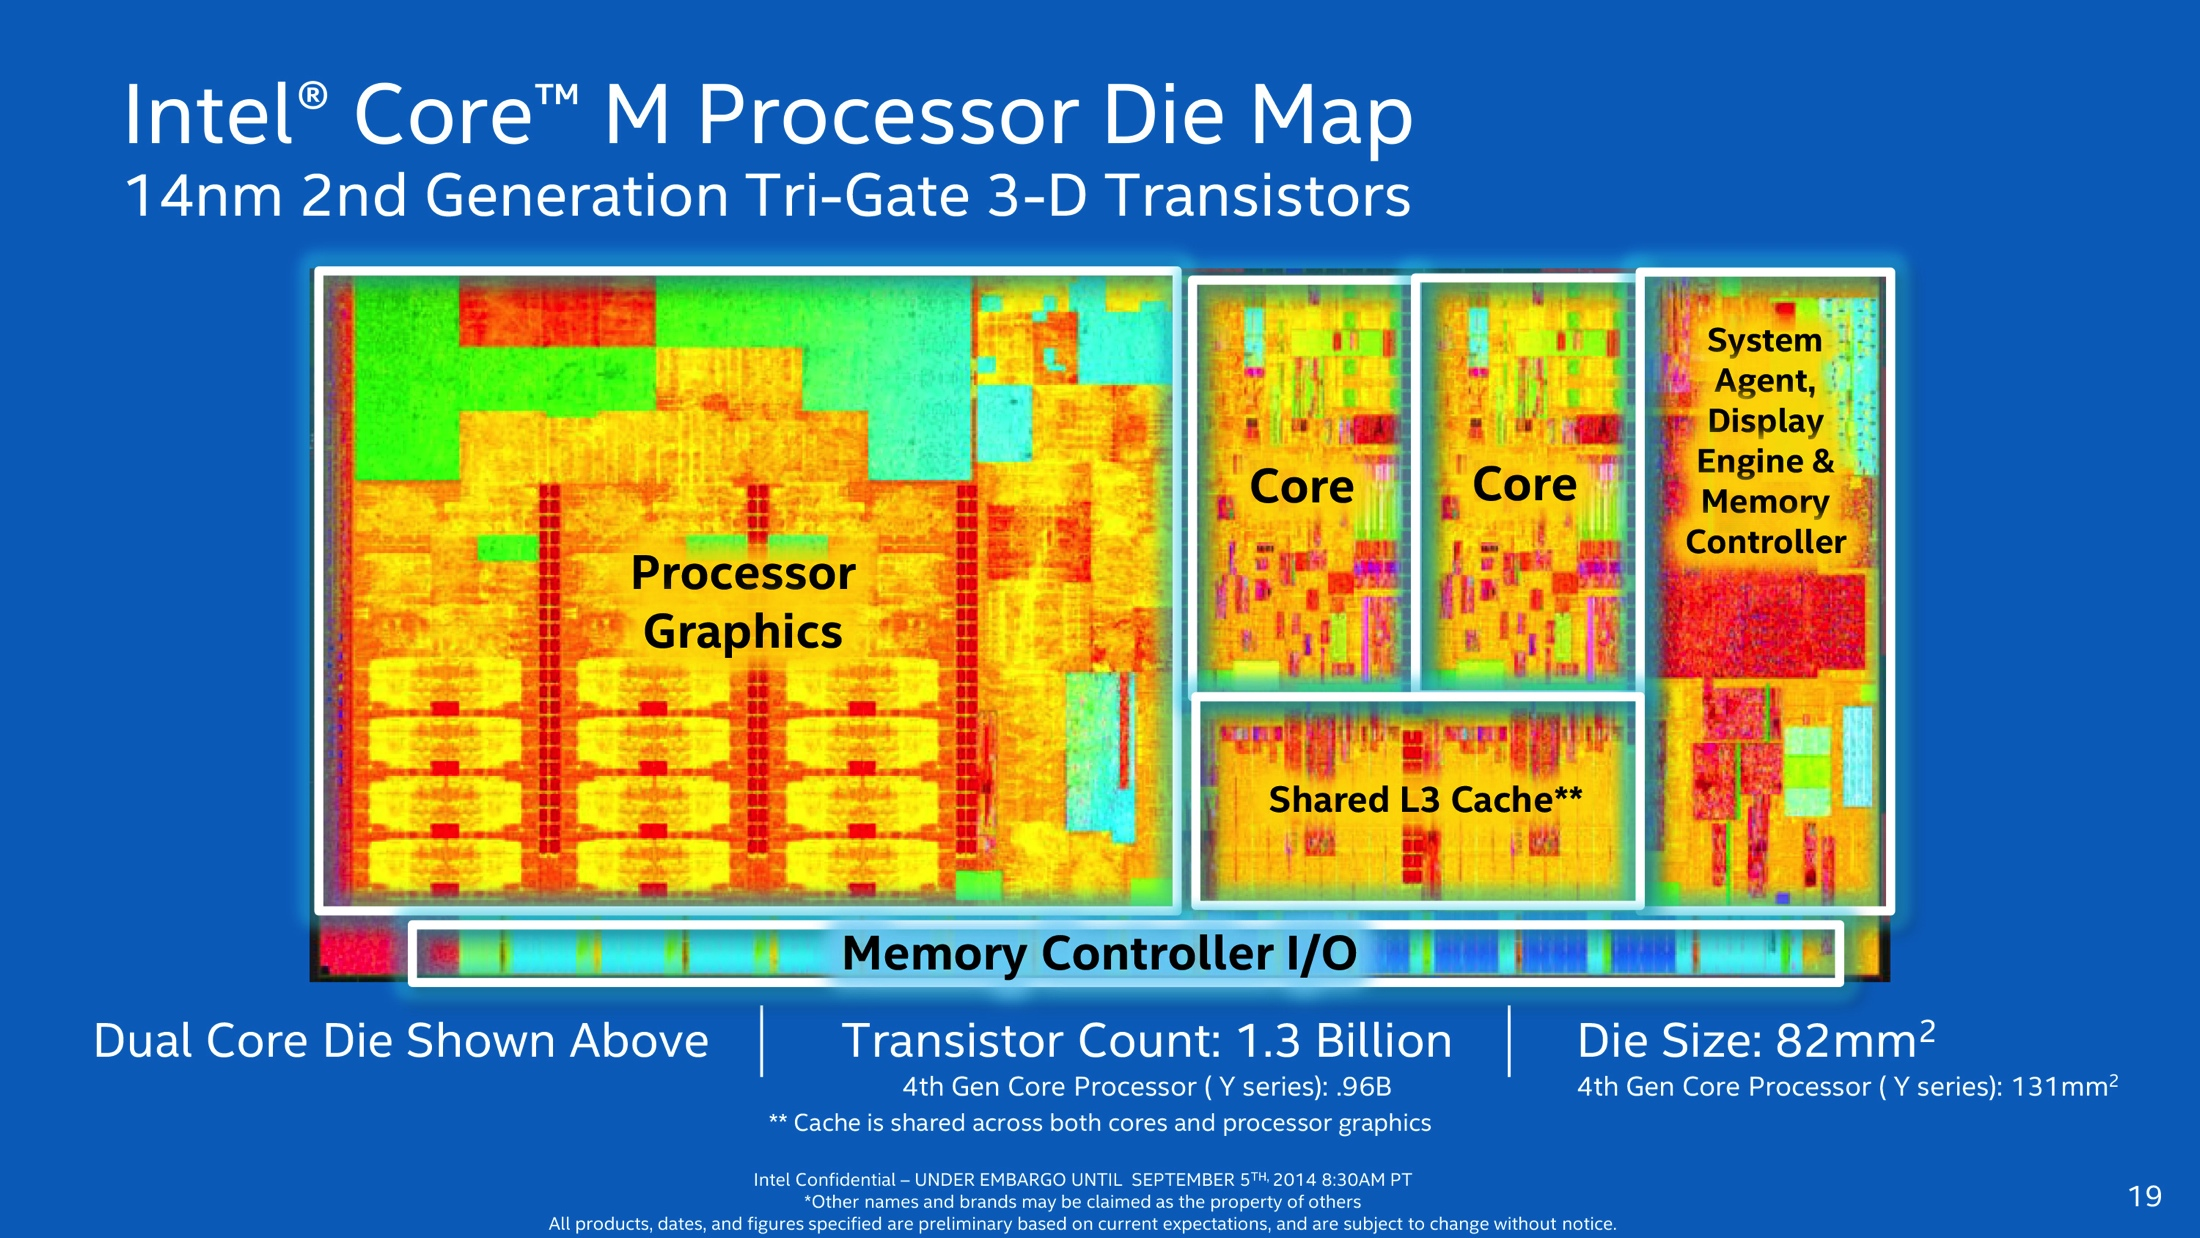 Intel® Core™ M Processor Die Map
14nm 2nd Generation Tri-Gate 3-D Transistors
Processor
Graphics
Core
Core
System
Agent,
Display
Engine &
Memory
Controller
Shared L3 Cache**
Memory Controller I/O
Dual Core Die Shown Above
Transistor Count: 1.3 Billion
4th Gen Core Processor ( Y series): .96B
Die Size: 82mm²
4th Gen Core Processor ( Y series): 131mm²
** Cache is shared across both cores and processor graphics
Intel Confidential – UNDER EMBARGO UNTIL SEPTEMBER 5TH, 2014 8:30AM PT
*Other names and brands may be claimed as the property of others
All products, dates, and figures specified are preliminary based on current expectations, and are subject to change without notice.
19